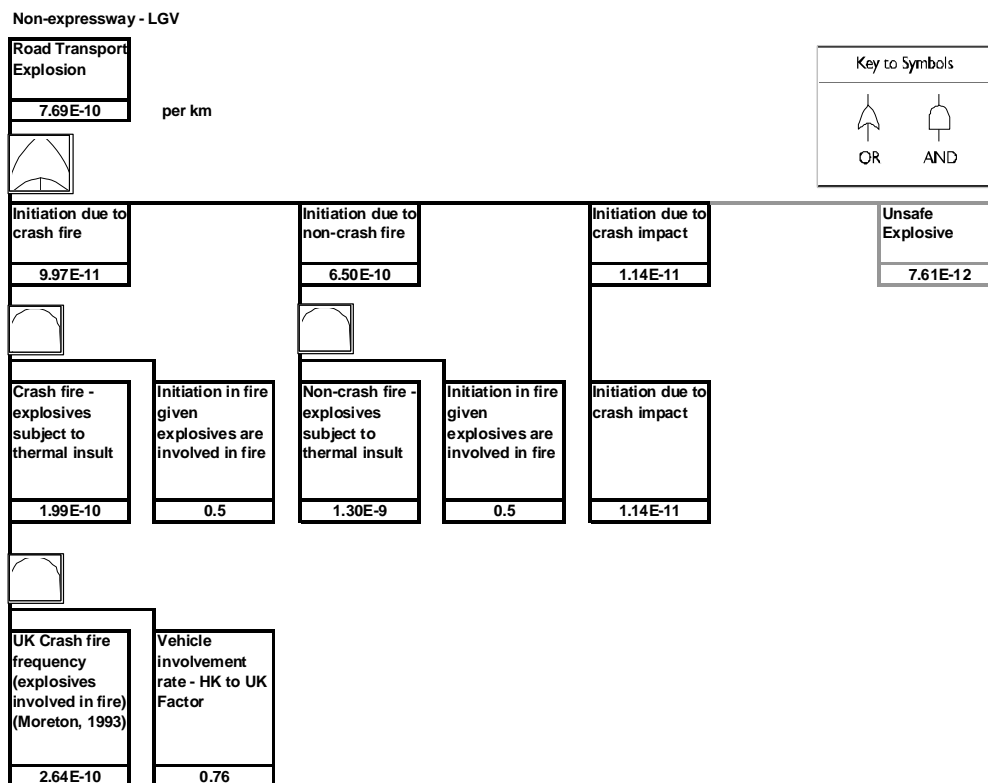 Non-expressway - LGV
Road Transport
Explosion
7.69E-10
per km
Key to Symbols
OR
AND
Initiation due to
crash fire
9.97E-11
Initiation due to
non-crash fire
6.50E-10
Initiation due to
crash impact
1.14E-11
Unsafe
Explosive
7.61E-12
Crash fire -
explosives
subject to
thermal insult
1.99E-10
Initiation in fire
given
explosives are
involved in fire
0.5
Non-crash fire -
explosives
subject to
thermal insult
1.30E-9
Initiation in fire
given
explosives are
involved in fire
0.5
Initiation due to
crash impact
1.14E-11
UK Crash fire
frequency
(explosives
involved in fire)
(Moreton, 1993)
2.64E-10
Vehicle
involvement
rate - HK to UK
Factor
0.76